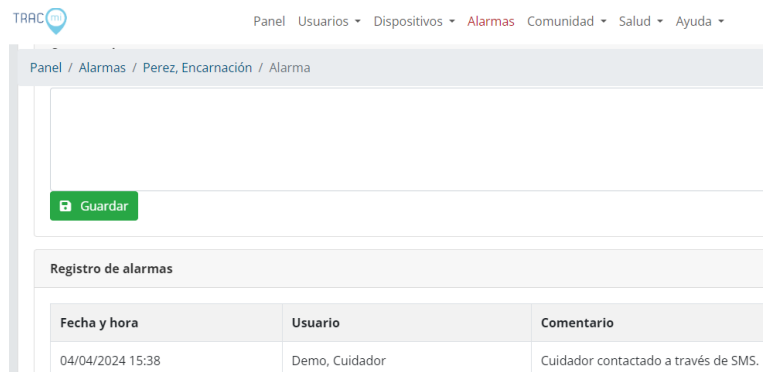 TRAC mi
Panel Usuarios Dispositivos Alarmas Comunidad Salud Ayuda
Panel / Alarmas / Perez, Encarnación / Alarma
Guardar
Registro de alarmas
Fecha y hora Usuario Comentario
04/04/2024 15:38 Demo, Cuidador Cuidador contactado a través de SMS.